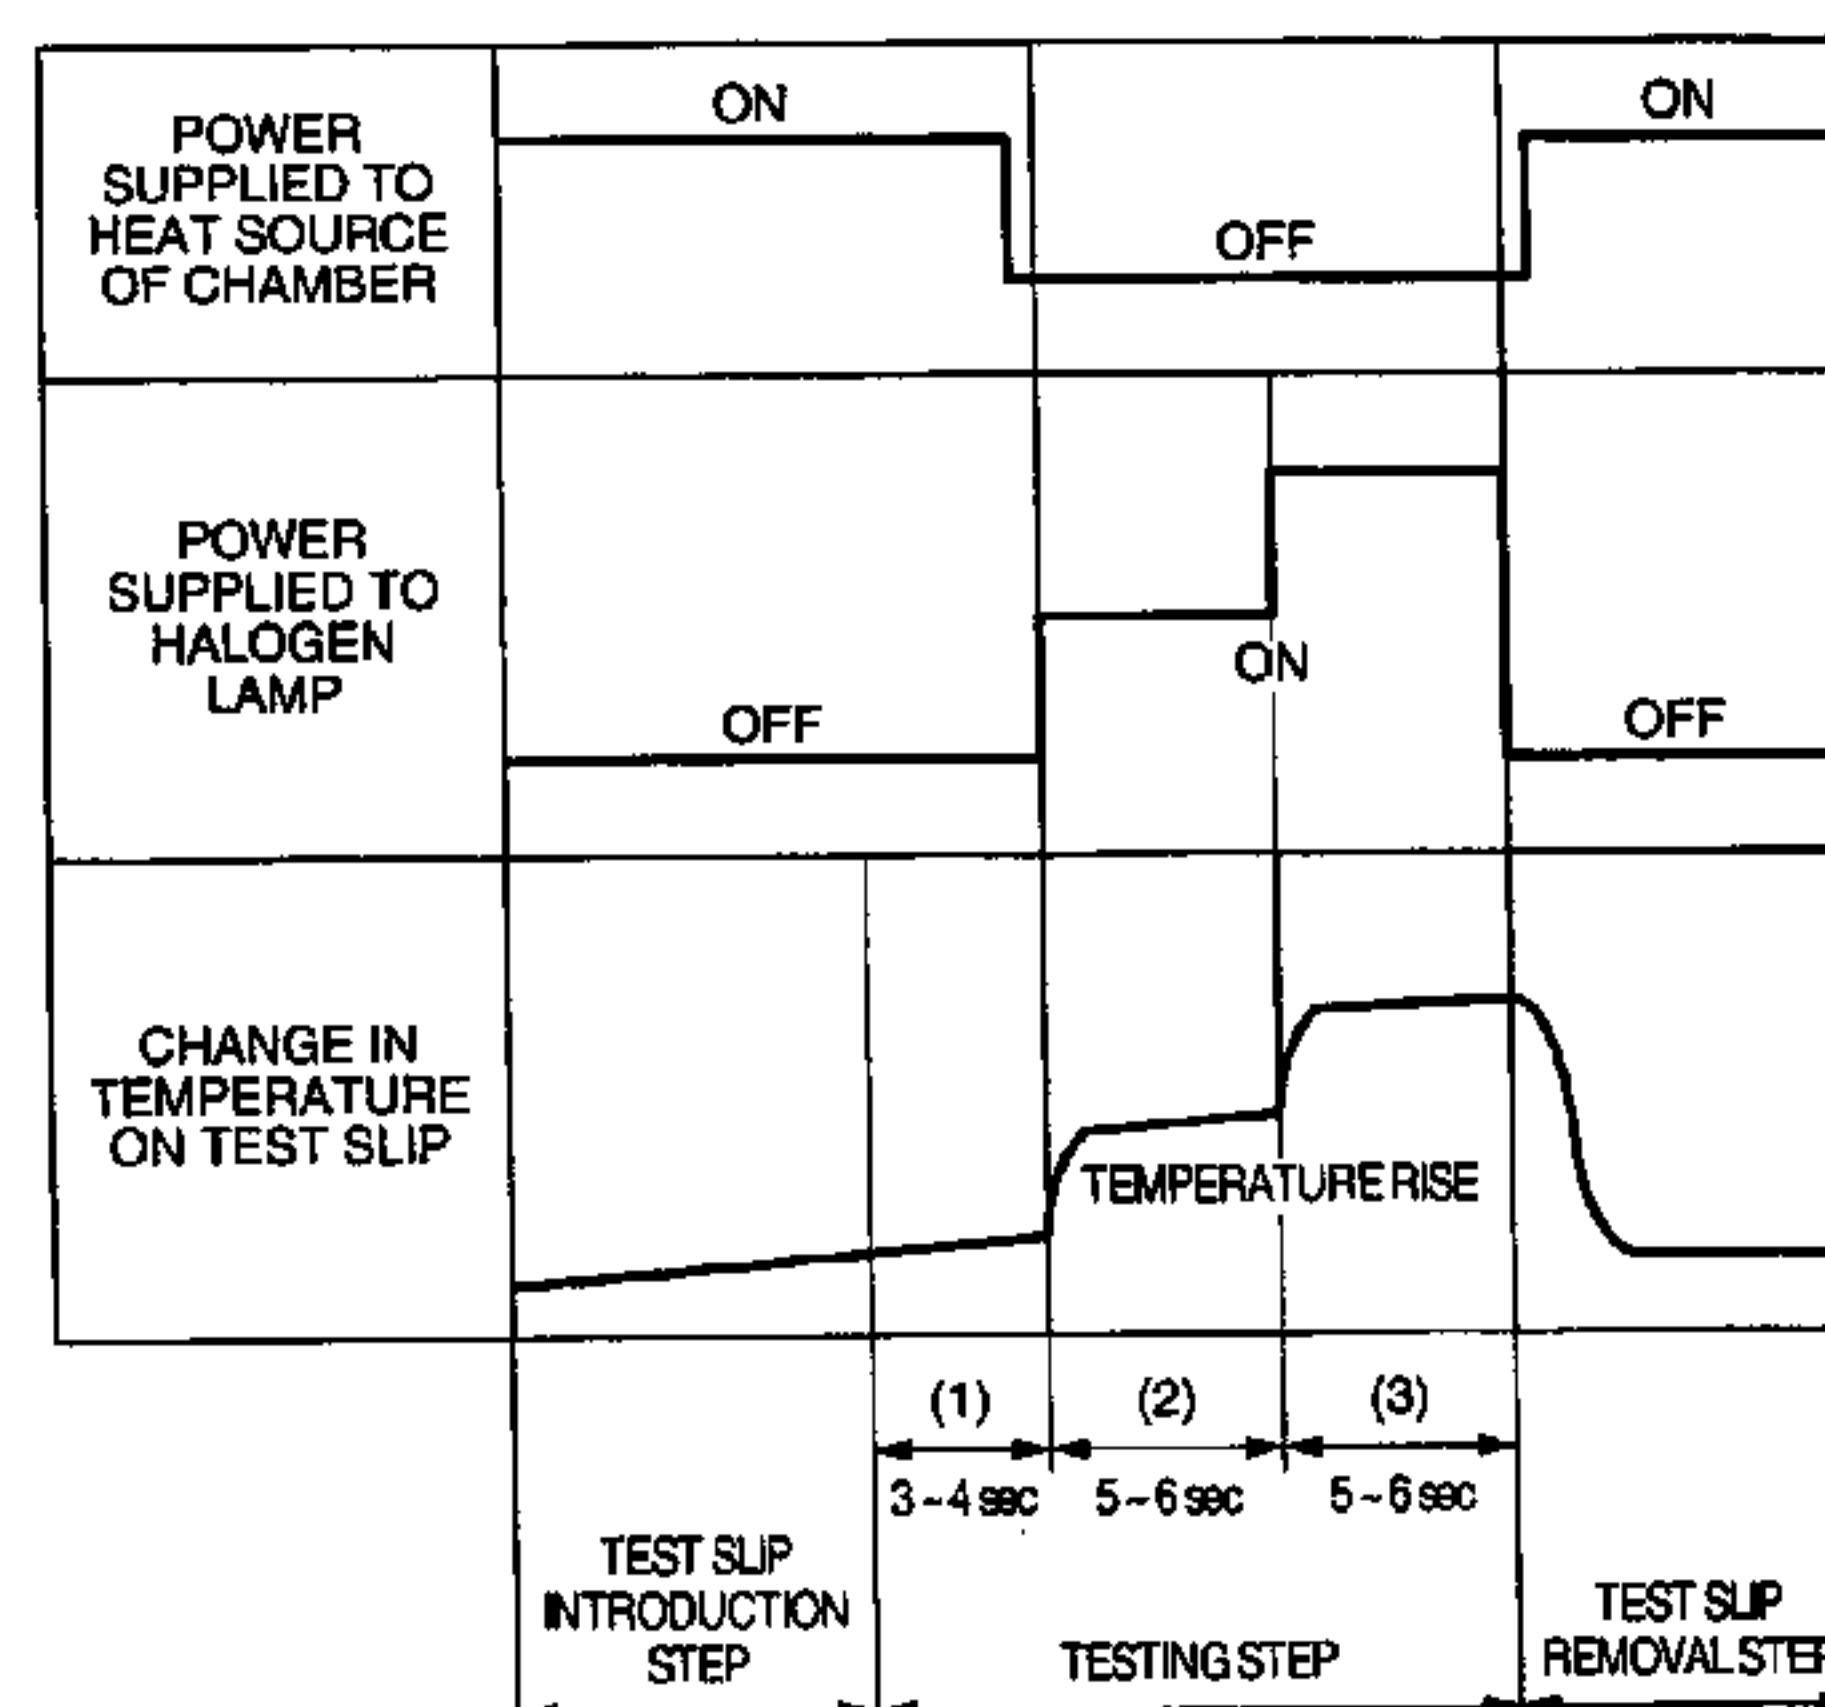 POWER
SUPPLIED TO
HEAT SOURCE
OF CHAMBER
ON
OFF
ON
POWER
SUPPLIED TO
HALOGEN
LAMP
OFF
ON
OFF
CHANGE IN
TEMPERATURE
ON TEST SLIP
TEMPERATURE RISE
(1)
(2)
(3)
3~4 sec
5~6 sec
5~6 sec
TEST SLIP
INTRODUCTION
STEP
TESTING STEP
TEST SLIP
REMOVAL STEP